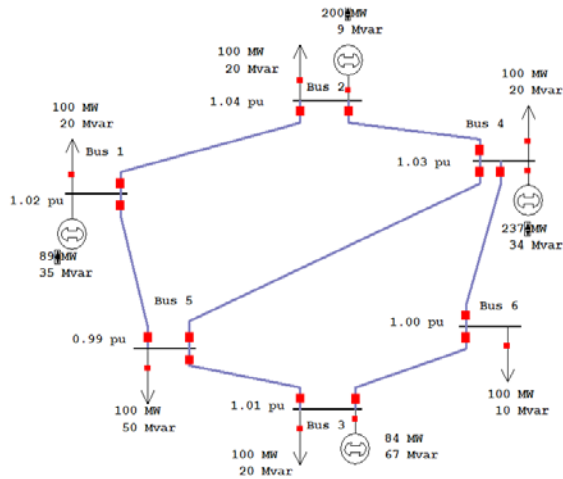 200 MW
9 Mvar
100 MW
20 Mvar
Bus 2
1.04 pu
100 MW
20 Mvar
Bus 4
1.03 pu
100 MW
20 Mvar
Bus 1
1.02 pu
89 MW
35 Mvar
237 MW
34 Mvar
Bus 5
0.99 pu
Bus 6
1.00 pu
100 MW
50 Mvar
1.01 pu
Bus 3
100 MW
20 Mvar
84 MW
67 Mvar
100 MW
10 Mvar